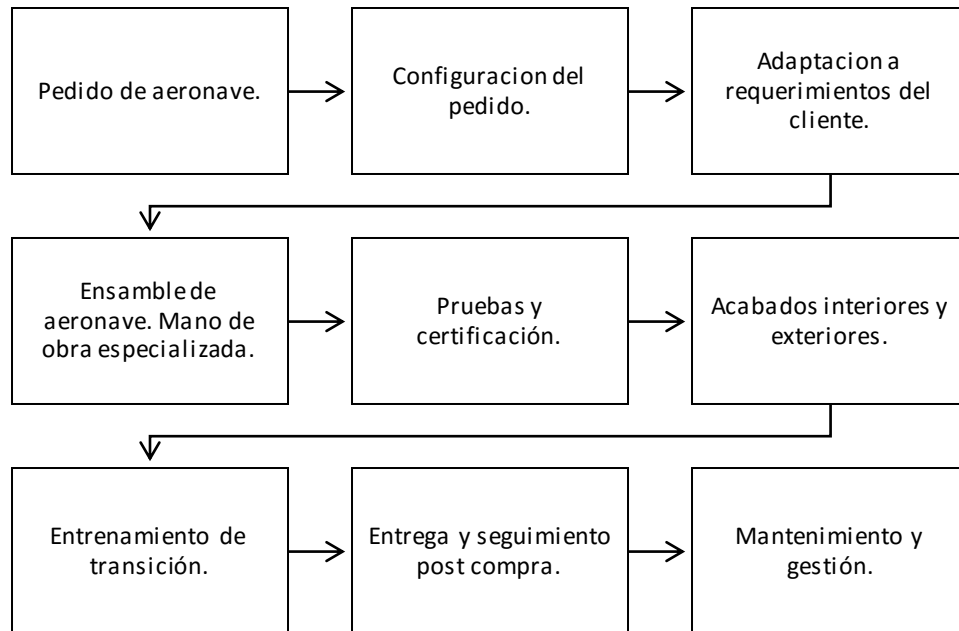 Pedido de aeronave.
Configuracion del
pedido.
Adaptacion a
requerimientos del
cliente.
Ensamble de
aeronave. Mano de
obra especializada.
Pruebas y
certificación.
Acabados interiores y
exteriores.
Entrenamiento de
transición.
Entrega y seguimiento
post compra.
Mantenimiento y
gestión.